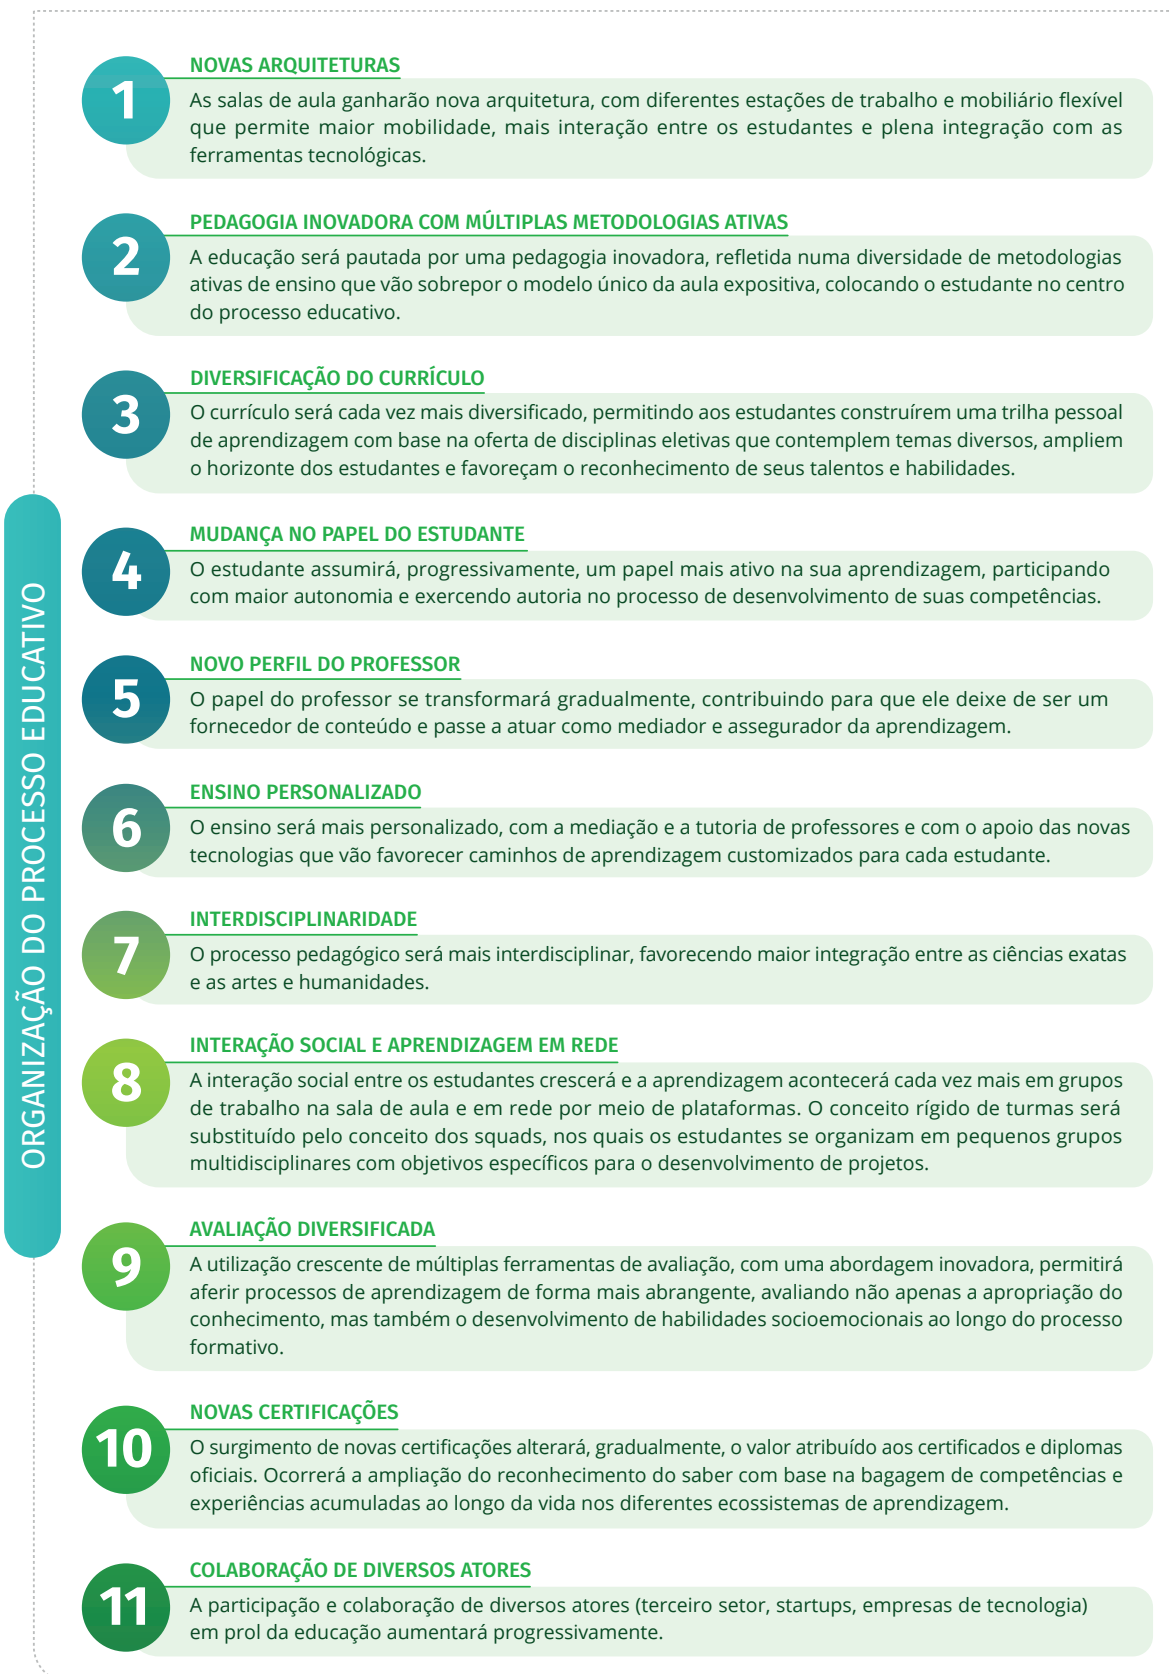 ORGANIZAÇÃO DO PROCESSO EDUCATIVO
1
NOVAS ARQUITETURAS
As salas de aula ganharão nova arquitetura, com diferentes estações de trabalho e mobiliário flexível
que permite maior mobilidade, mais interação entre os estudantes e plena integração com as
ferramentas tecnológicas.
2
PEDAGOGIA INOVADORA COM MÚLTIPLAS METODOLOGIAS ATIVAS
A educação será pautada por uma pedagogia inovadora, refletida numa diversidade de metodologias
ativas de ensino que vão sobrepor o modelo único da aula expositiva, colocando o estudante no centro
do processo educativo.
3
DIVERSIFICAÇÃO DO CURRÍCULO
O currículo será cada vez mais diversificado, permitindo aos estudantes construírem uma trilha pessoal
de aprendizagem com base na oferta de disciplinas eletivas que contemplem temas diversos, ampliem
o horizonte dos estudantes e favoreçam o reconhecimento de seus talentos e habilidades.
4
MUDANÇA NO PAPEL DO ESTUDANTE
O estudante assumirá, progressivamente, um papel mais ativo na sua aprendizagem, participando
com maior autonomia e exercendo autoria no processo de desenvolvimento de suas competências.
5
NOVO PERFIL DO PROFESSOR
O papel do professor se transformará gradualmente, contribuindo para que ele deixe de ser um
fornecedor de conteúdo e passe a atuar como mediador e assegurador da aprendizagem.
6
ENSINO PERSONALIZADO
O ensino será mais personalizado, com a mediação e a tutoria de professores e com o apoio das novas
tecnologias que vão favorecer caminhos de aprendizagem customizados para cada estudante.
7
INTERDISCIPLINARIDADE
O processo pedagógico será mais interdisciplinar, favorecendo maior integração entre as ciências exatas
e as artes e humanidades.
8
INTERAÇÃO SOCIAL E APRENDIZAGEM EM REDE
A interação social entre os estudantes crescerá e a aprendizagem acontecerá cada vez mais em grupos
de trabalho na sala de aula e em rede por meio de plataformas. O conceito rígido de turmas será
substituído pelo conceito dos squads, nos quais os estudantes se organizam em pequenos grupos
multidisciplinares com objetivos específicos para o desenvolvimento de projetos.
9
AVALIAÇÃO DIVERSIFICADA
A utilização crescente de múltiplas ferramentas de avaliação, com uma abordagem inovadora, permitirá
aferir processos de aprendizagem de forma mais abrangente, avaliando não apenas a apropriação do
conhecimento, mas também o desenvolvimento de habilidades socioemocionais ao longo do processo
formativo.
10
NOVAS CERTIFICAÇÕES
O surgimento de novas certificações alterará, gradualmente, o valor atribuído aos certificados e diplomas
oficiais. Ocorrerá a ampliação do reconhecimento do saber com base na bagagem de competências e
experiências acumuladas ao longo da vida nos diferentes ecossistemas de aprendizagem.
11
COLABORAÇÃO DE DIVERSOS ATORES
A participação e colaboração de diversos atores (terceiro setor, startups, empresas de tecnologia)
em prol da educação aumentará progressivamente.